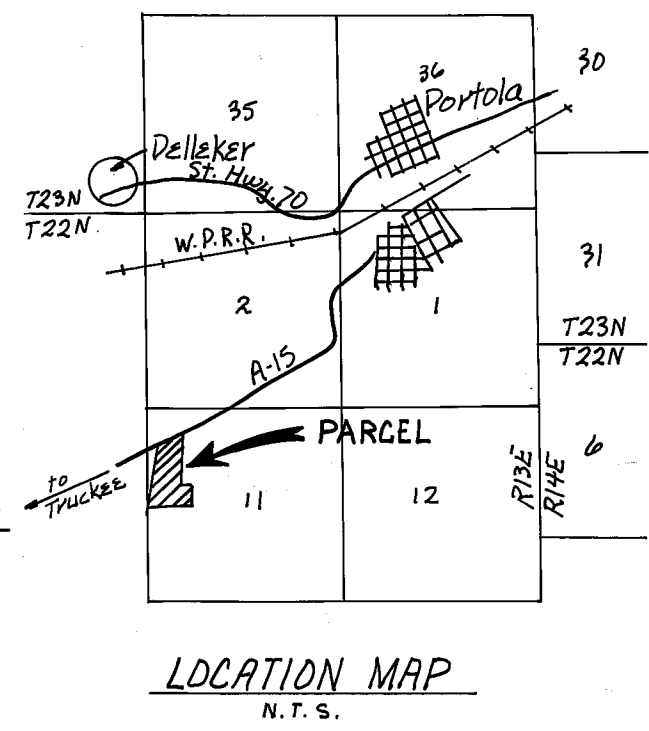 36
30
35
Portola
Delleker
St. Hwy. 70
T23N
T22N
W.P.R.R.
31
2
1
T23N
T22N
A-15
PARCEL
6
to
Truckee
11
12
R13E
R14E
LOCATION MAP
N.T.S.